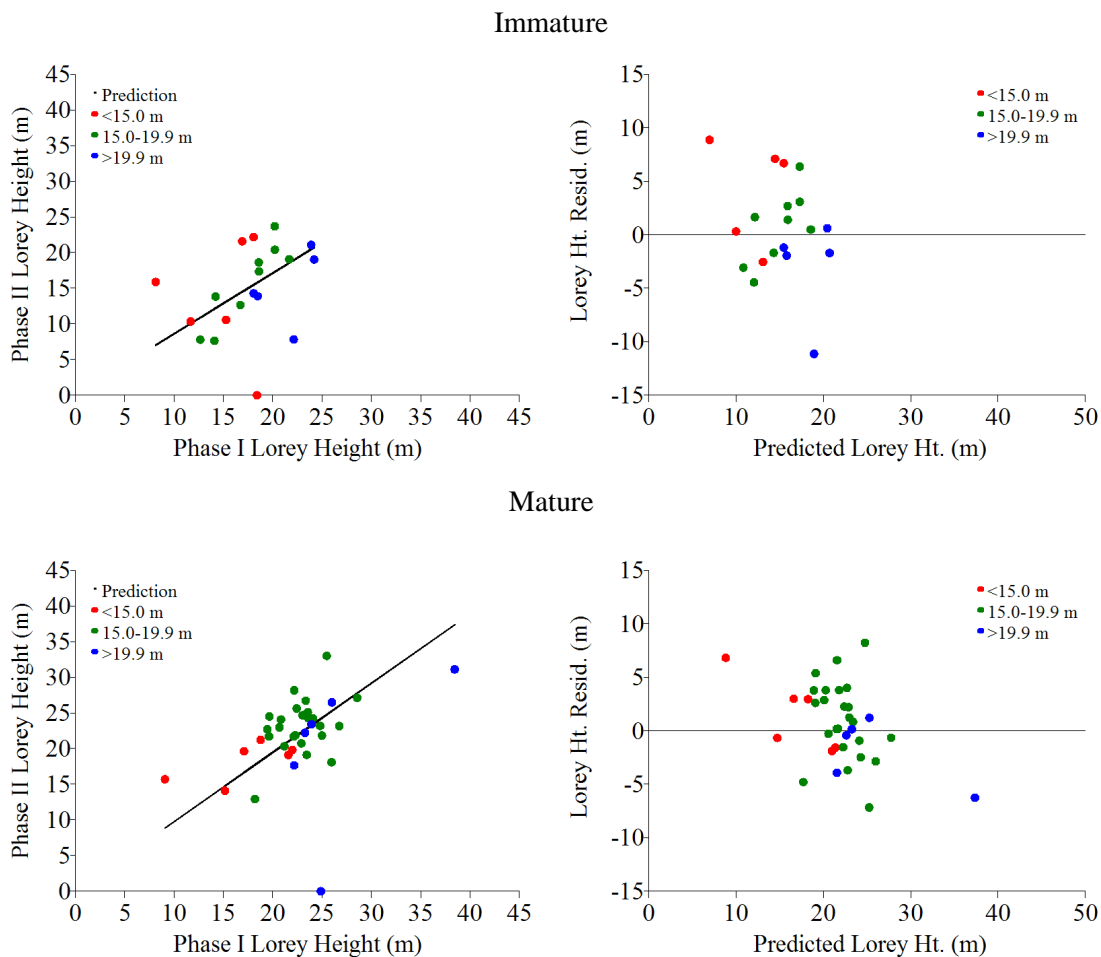 Immature
45
40
35
30
25
20
15
10
5
0
Phase II Lorey Height (m)
Prediction
<15.0 m
15.0-19.9 m
>19.9 m
0 5 10 15 20 25 30 35 40 45
Phase I Lorey Height (m)
15
10
5
0
-5
-10
-15
Lorey Ht. Resid. (m)
<15.0 m
15.0-19.9 m
>19.9 m
0 10 20 30 40 50
Predicted Lorey Ht. (m)
Mature
45
40
35
30
25
20
15
10
5
0
Phase II Lorey Height (m)
Prediction
<15.0 m
15.0-19.9 m
>19.9 m
0 5 10 15 20 25 30 35 40 45
Phase I Lorey Height (m)
15
10
5
0
-5
-10
-15
Lorey Ht. Resid. (m)
<15.0 m
15.0-19.9 m
>19.9 m
0 10 20 30 40 50
Predicted Lorey Ht. (m)